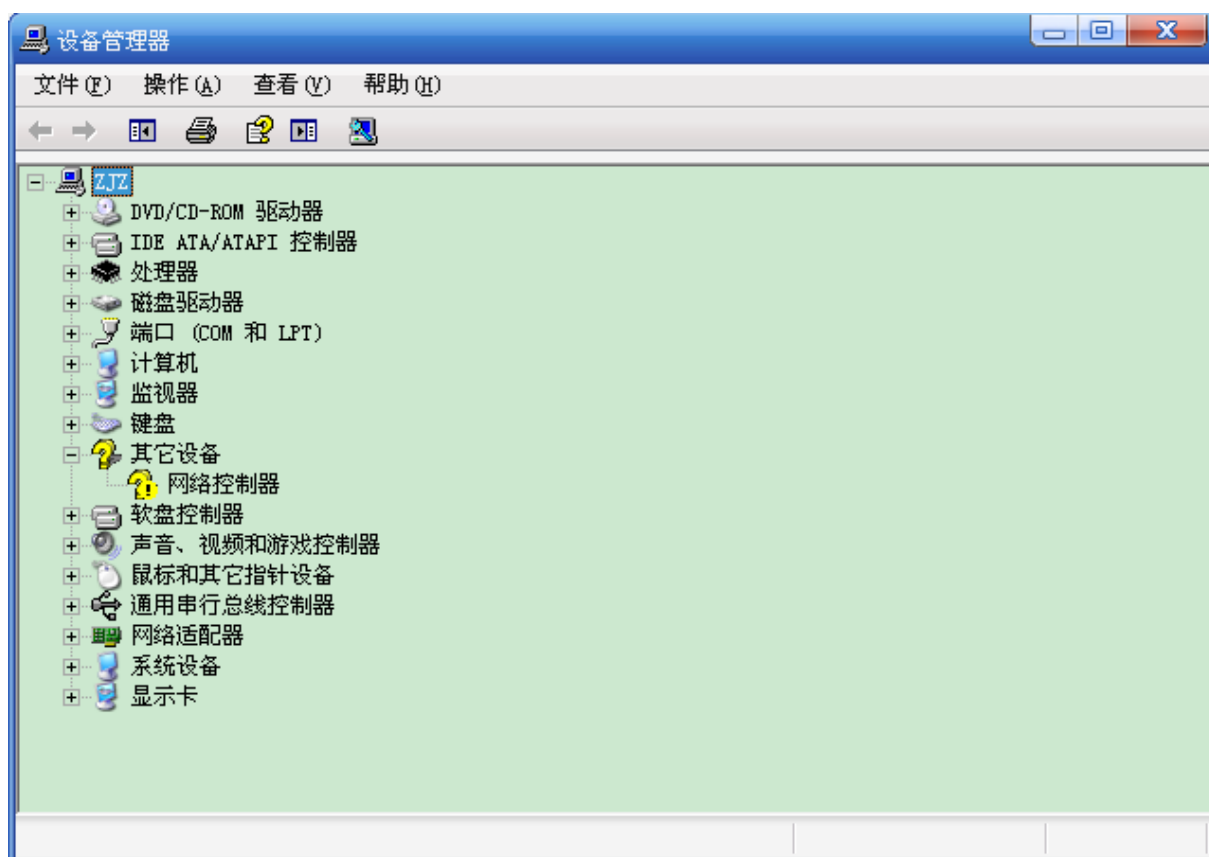 设备管理器
文件(F) 操作(A) 查看(V) 帮助(H)
ZJZ
DVD/CD-ROM 驱动器
IDE ATA/ATAPI 控制器
处理器
磁盘驱动器
端口 (COM 和 LPT)
计算机
监视器
键盘
其它设备
网络控制器
软盘控制器
声音、视频和游戏控制器
鼠标和其它指针设备
通用串行总线控制器
网络适配器
系统设备
显示卡